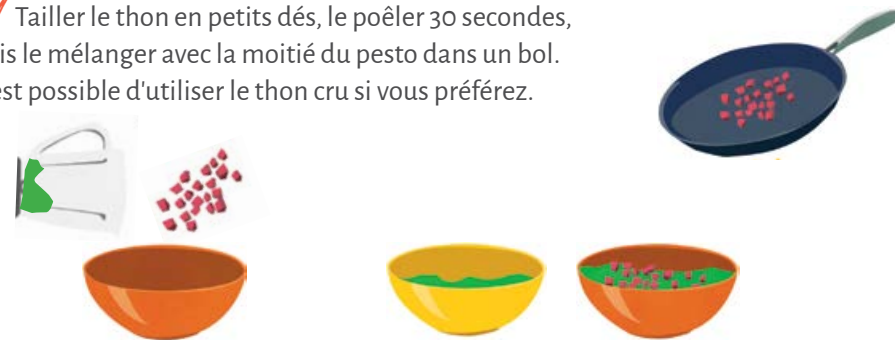 Tailler le thon en petits dés, le poêler 30 secondes,
le mélanger avec la moitié du pesto dans un bol.
est possible d'utiliser le thon cru si vous préférez.